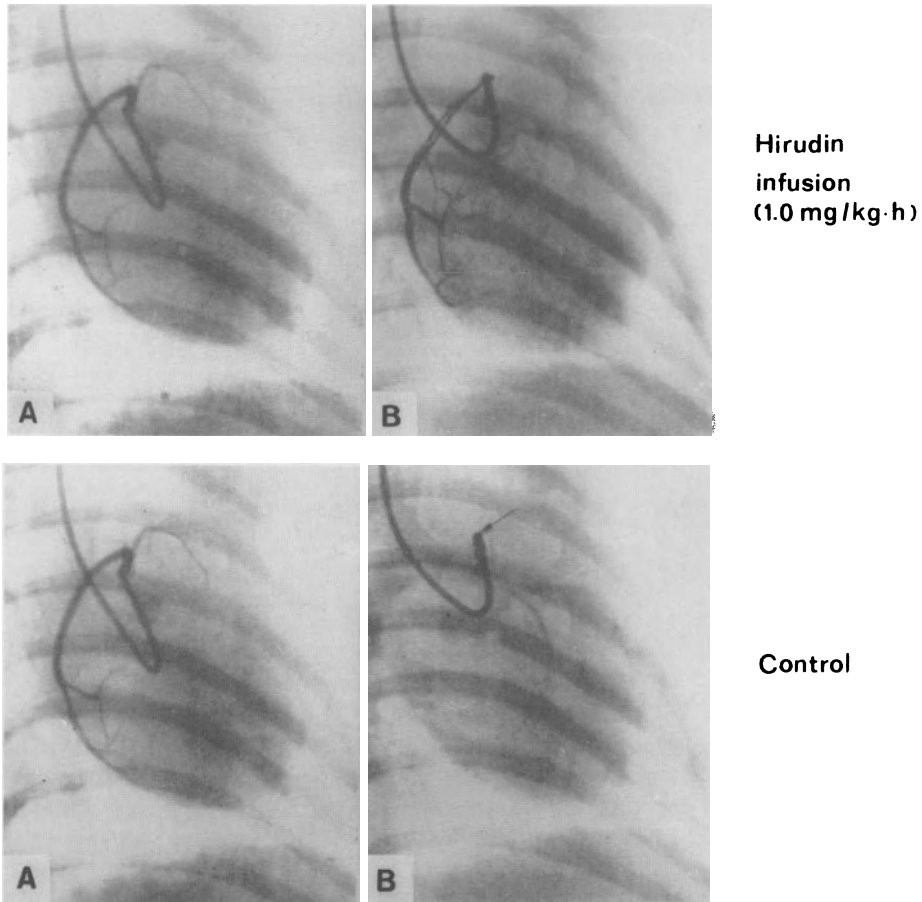 A
B
Hirudin
infusion
(1.0 mg/kg·h)
A
B
Control